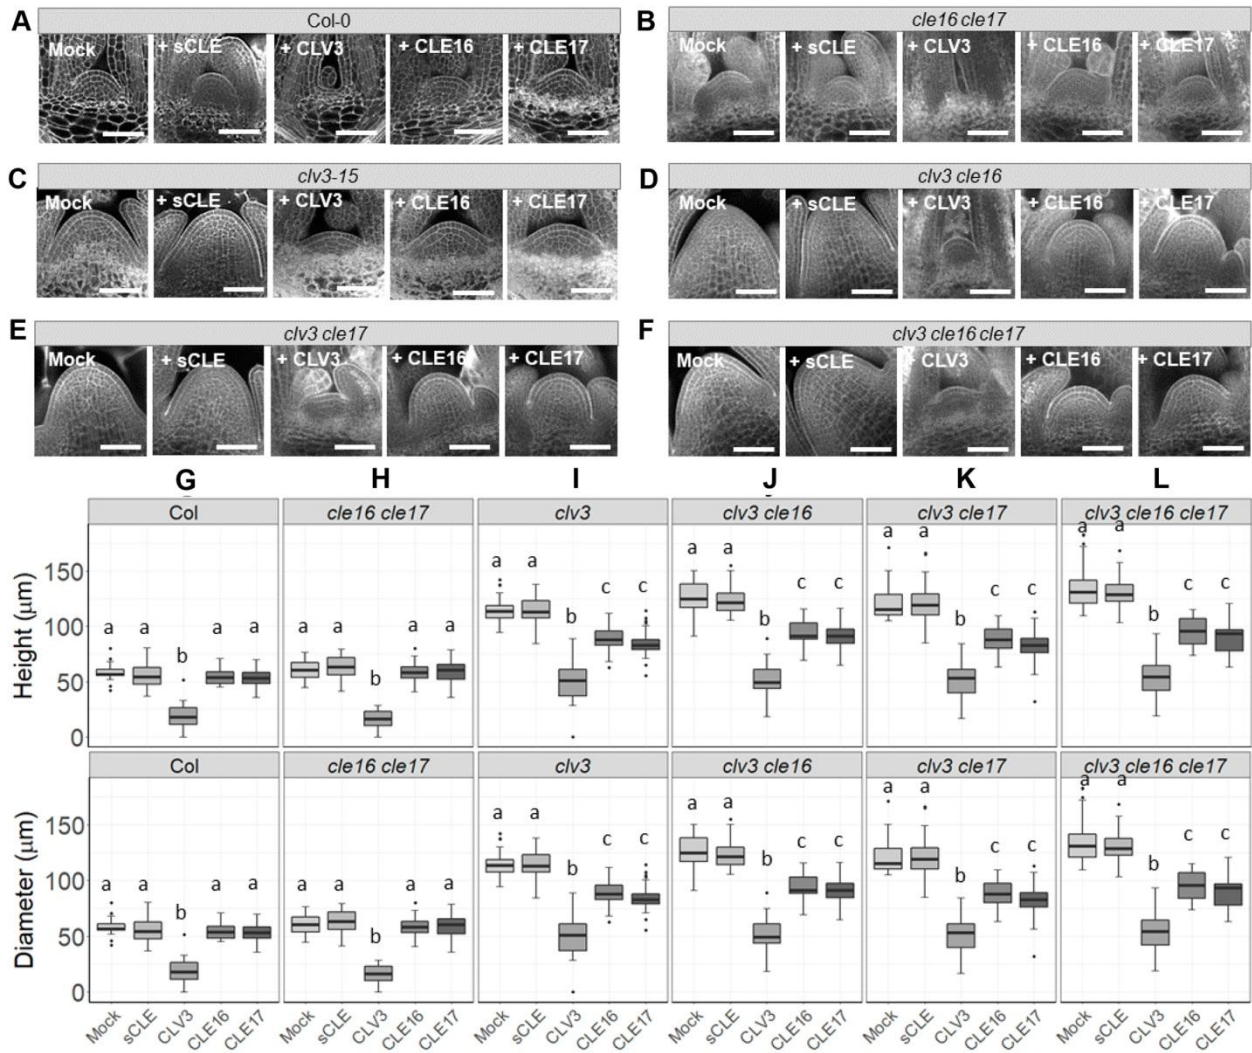 A Col-0
Mock + sCLE + CLV3 + CLE16 + CLE17
B cle16 cle17
Mock + sCLE + CLV3 + CLE16 + CLE17
C clv3-15
Mock + sCLE + CLV3 + CLE16 + CLE17
D clv3 cle16
Mock + sCLE + CLV3 + CLE16 + CLE17
E clv3 cle17
Mock + sCLE + CLV3 + CLE16 + CLE17
F clv3 cle16 cle17
Mock + sCLE + CLV3 + CLE16 + CLE17
G H I J K L
Col cle16 cle17 clv3 clv3 cle16 clv3 cle17 clv3 cle16 cle17
Height (μm)
150
100
50
0
a a b a a
a a b a a
a a b c c
a a b c c
a a b c c
a a b c c
Col cle16 cle17 clv3 clv3 cle16 clv3 cle17 clv3 cle16 cle17
Diameter (μm)
150
100
50
0
a a b a a
a a b a a
a a b c c
a a b c c
a a b c c
a a b c c
Mock sCLE CLV3 CLE16 CLE17
Mock sCLE CLV3 CLE16 CLE17
Mock sCLE CLV3 CLE16 CLE17
Mock sCLE CLV3 CLE16 CLE17
Mock sCLE CLV3 CLE16 CLE17
Mock sCLE CLV3 CLE16 CLE17